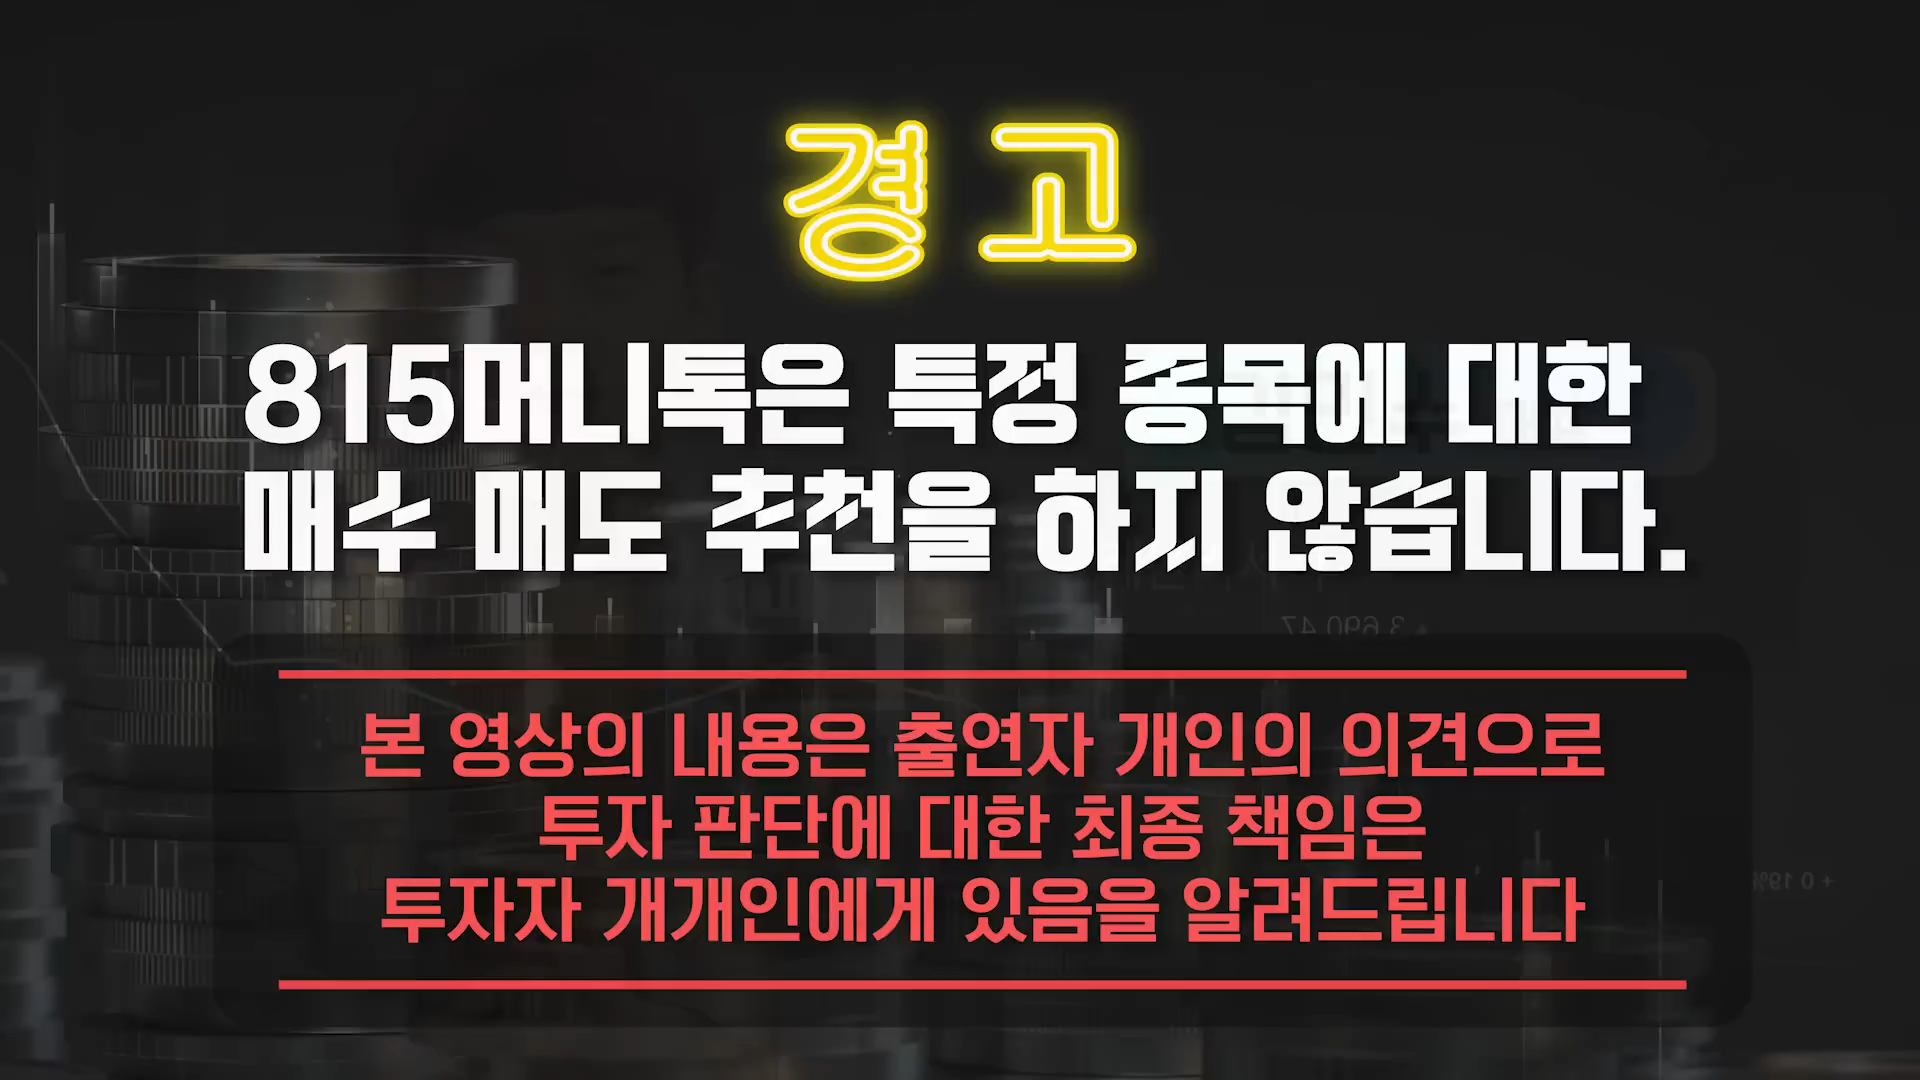 경고
815머니톡은 특정 종목에 대한
매수 매도 추천을 하지 않습니다.
본 영상의 내용은 출연자 개인의 의견으로
투자 판단에 대한 최종 책임은
투자자 개개인에게 있음을 알려드립니다